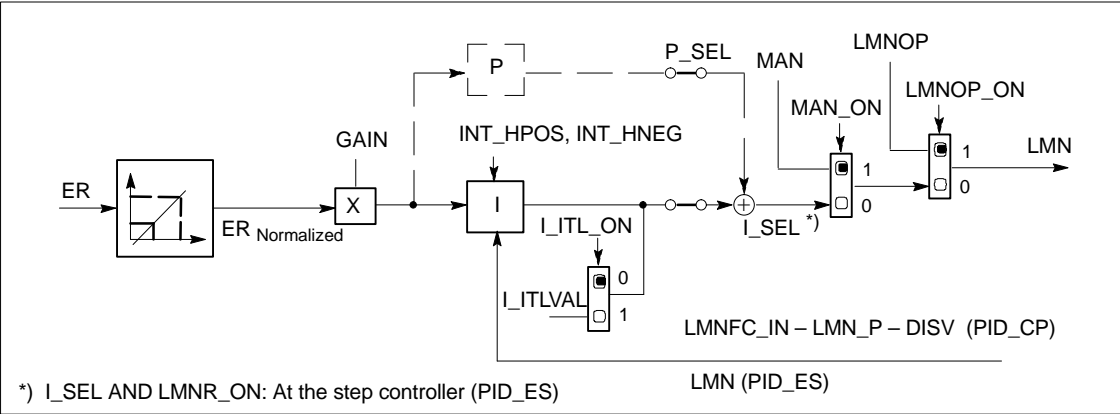 LMNOP
P_SEL
MAN
P
LMNOP_ON
MAN_ON
GAIN
INT_HPOS, INT_HNEG
1
LMN
ER
1
0
X
I
0
ER Normalized
I_ITL_ON
I_SEL *)
0
I_ITLVAL
1
LMNFC_IN – LMN_P – DISV (PID_CP)
LMN (PID_ES)
*) I_SEL AND LMNR_ON: At the step controller (PID_ES)